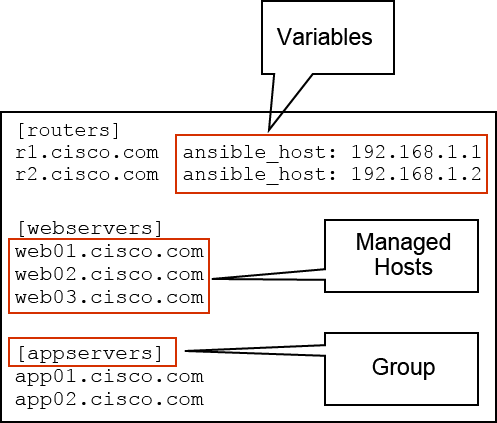 Variables
[routers]
r1.cisco.com ansible_host: 192.168.1.1
r2.cisco.com ansible_host: 192.168.1.2
[webservers]
web01.cisco.com
web02.cisco.com
web03.cisco.com
Managed
Hosts
[appservers]
app01.cisco.com
app02.cisco.com
Group